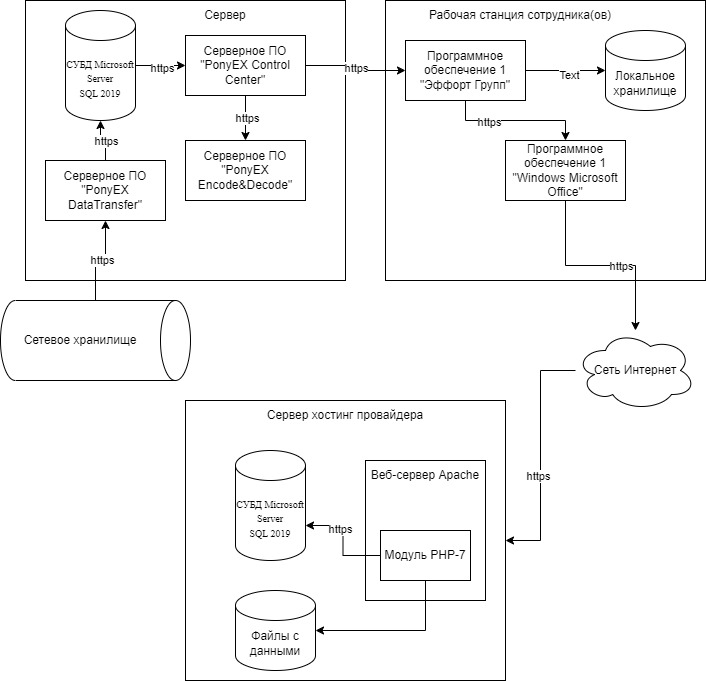 Сервер
СУБД Microsoft
Server
SQL 2019
https
Серверное ПО
"PonyEX Control
Center"
https
https
Серверное ПО
"PonyEX
Encode&Decode"
https
Серверное ПО
"PonyEX
DataTransfer"
https
Сетевое хранилище
Рабочая станция сотрудника(ов)
Программное
обеспечение 1
"Эффорт Групп"
Text
Локальное
хранилище
https
Программное
обеспечение 1
"Windows Microsoft
Office"
https
Сеть Интернет
https
Сервер хостинг провайдера
СУБД Microsoft
Server
SQL 2019
https
Веб-сервер Apache
Модуль PHP-7
Файлы с
данными